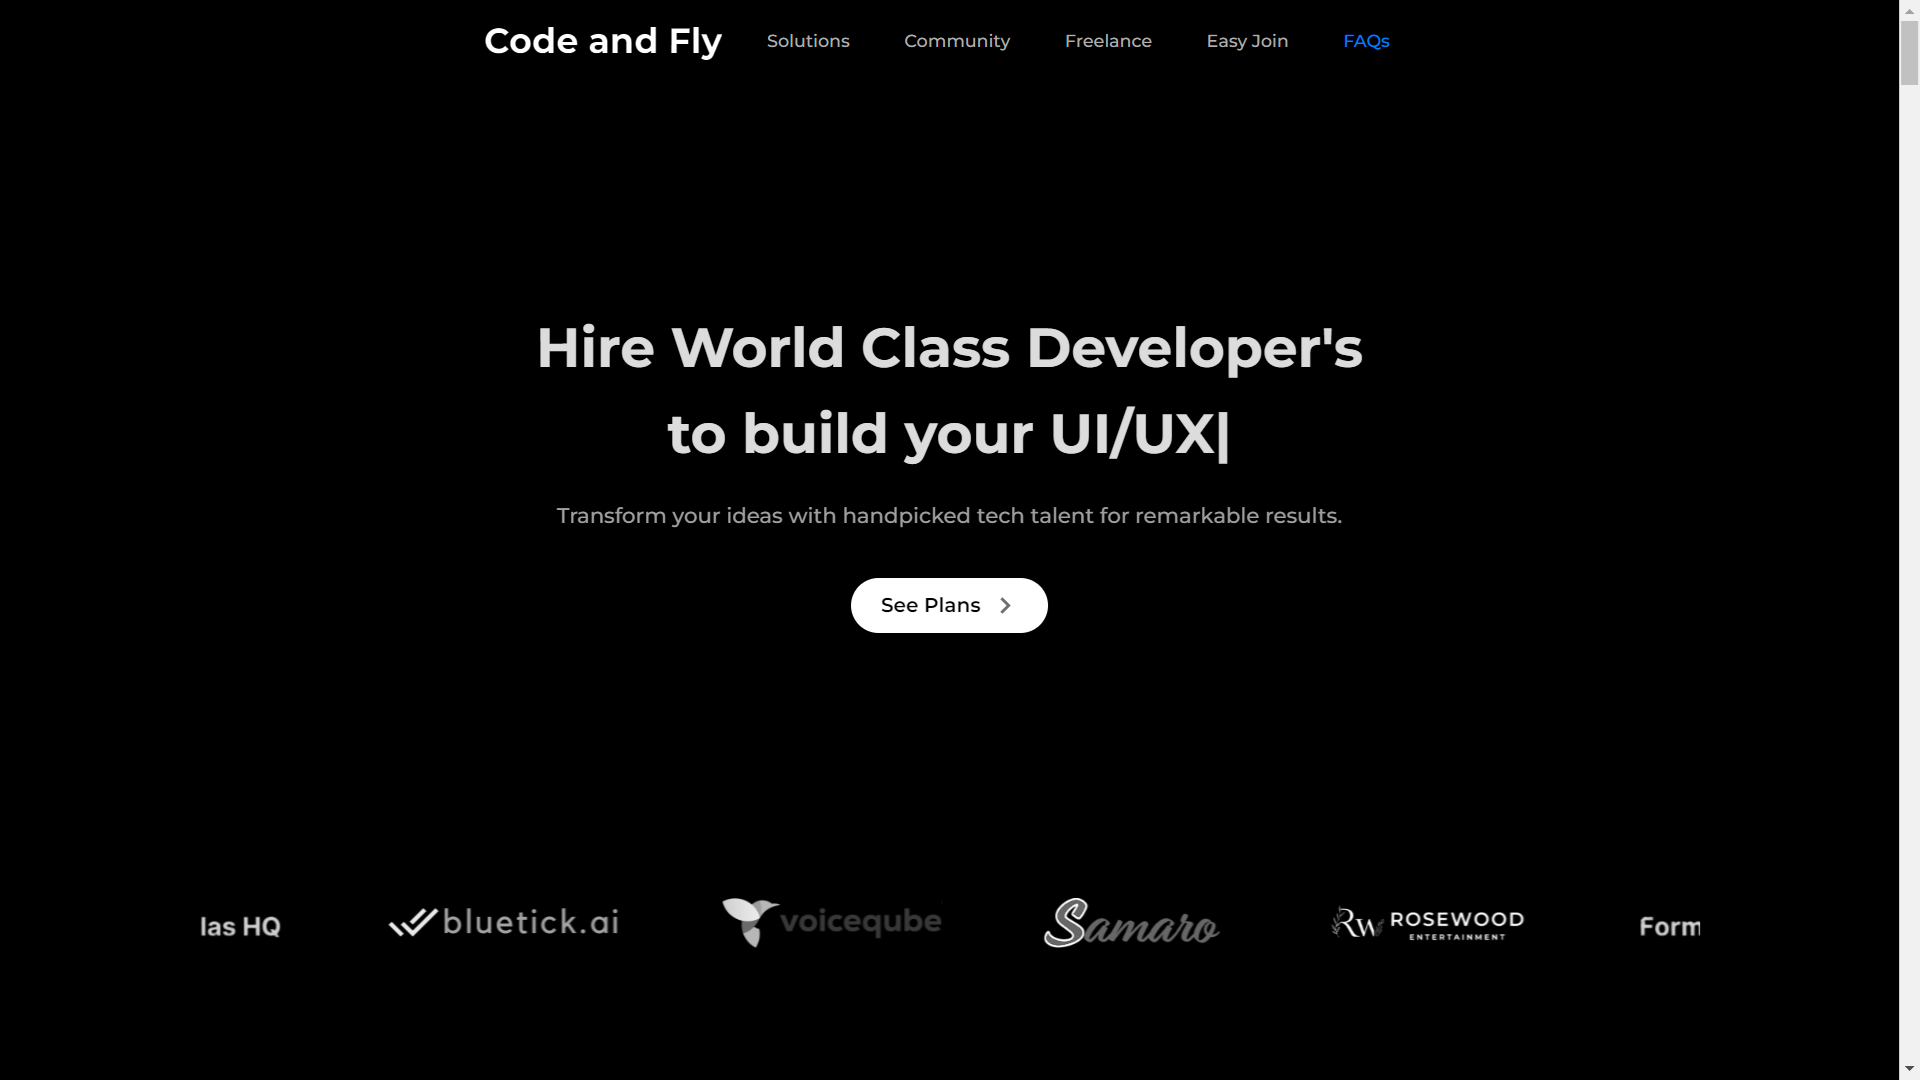 Code and Fly Solutions Community Freelance Easy Join FAQs
Hire World Class Developer's
to build your UI/UX|
Transform your ideas with handpicked tech talent for remarkable results.
See Plans
las HQ bluetick.ai voiceqube Samaro RW ROSEWOOD ENTERTAINMENT Form